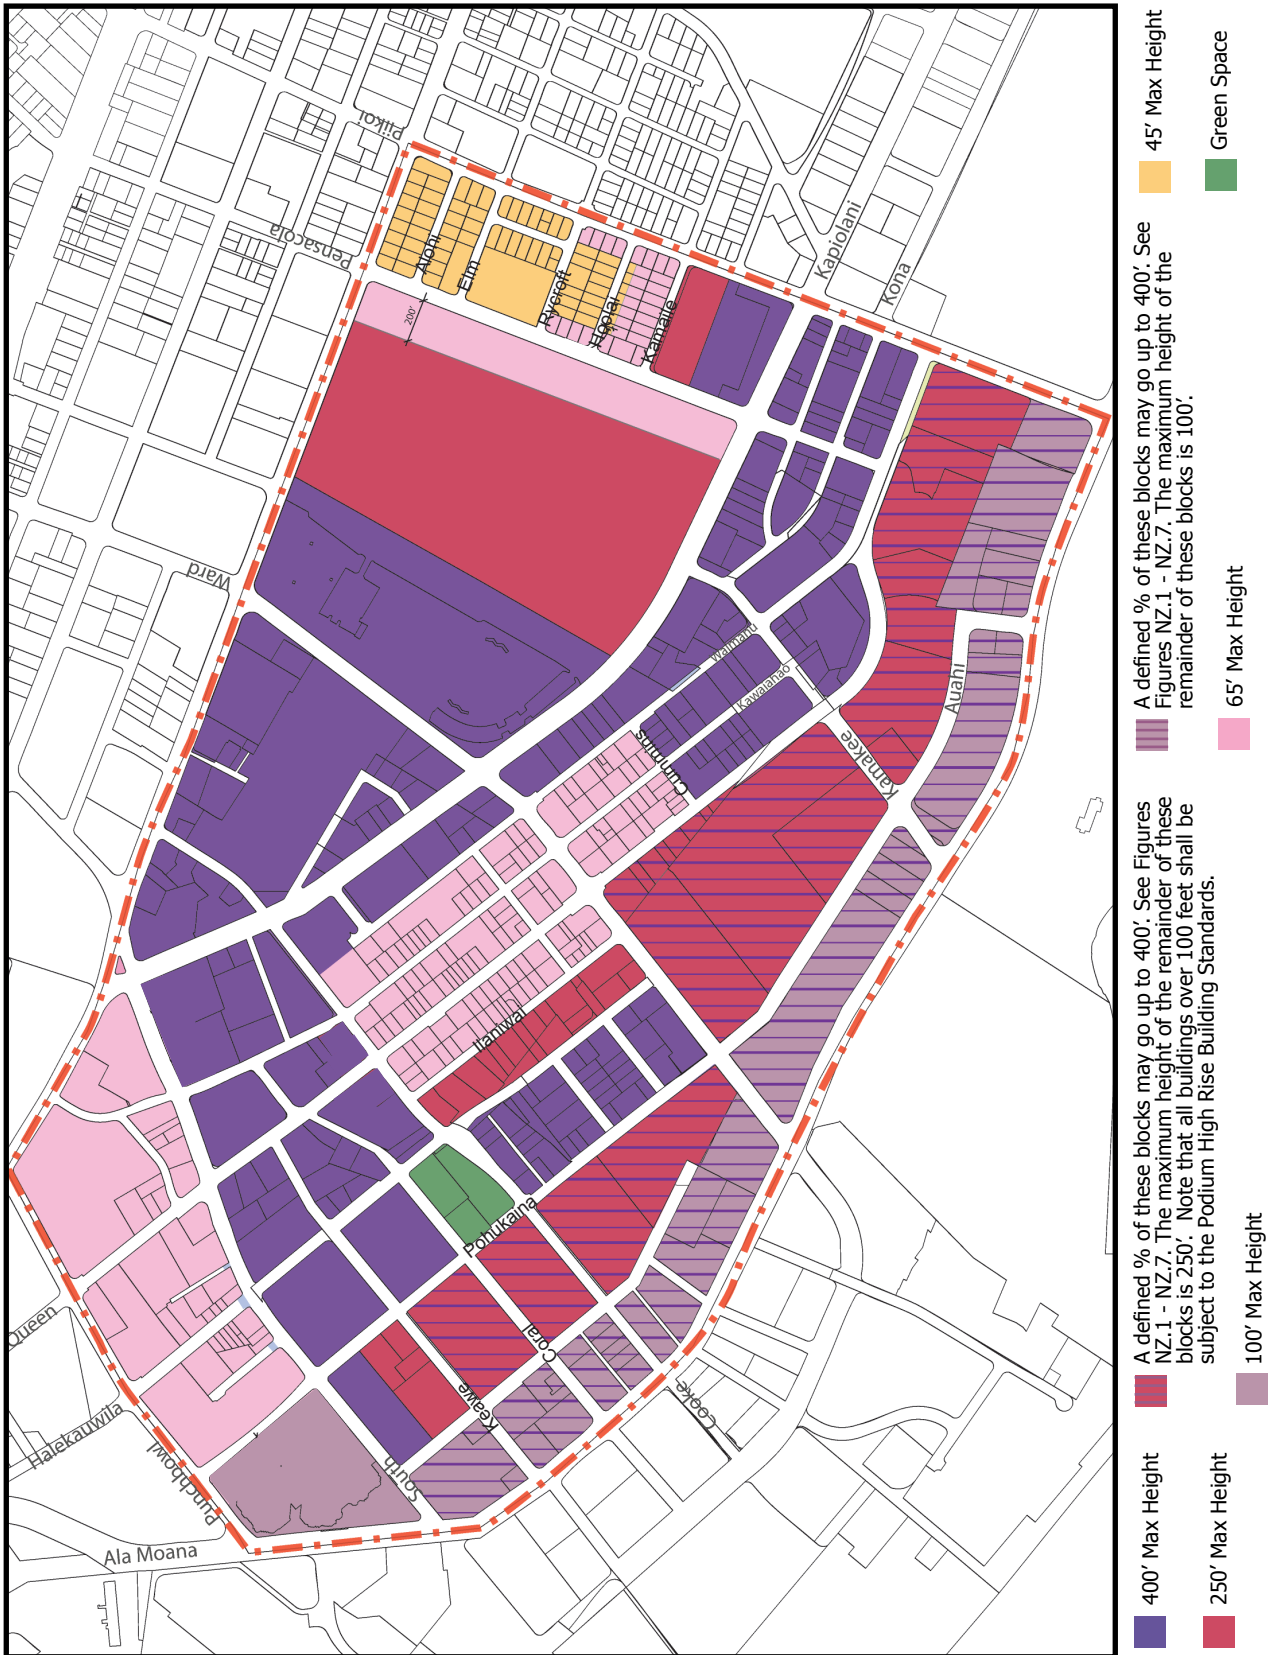 Piikoi
Pensacola
Ward
Aloni
Elm
Rycroft
Hoolai
Kamaile
200'
Kapiolani
Kona
Waimanu
Kawaiahao
Cummins
Kamakee
Auahi
Ilaniwai
Pohukaina
Coral
Keawe
Cooke
South
Queen
Halekauwila
Punchbowl
Ala Moana
400’ Max Height
250’ Max Height
A defined % of these blocks may go up to 400’. See Figures
NZ.1 - NZ.7. The maximum height of the remainder of these
blocks is 250’. Note that all buildings over 100 feet shall be
subject to the Podium High Rise Building Standards.
100’ Max Height
A defined % of these blocks may go up to 400’. See
Figures NZ.1 - NZ.7. The maximum height of the
remainder of these blocks is 100’.
65’ Max Height
45’ Max Height
Green Space